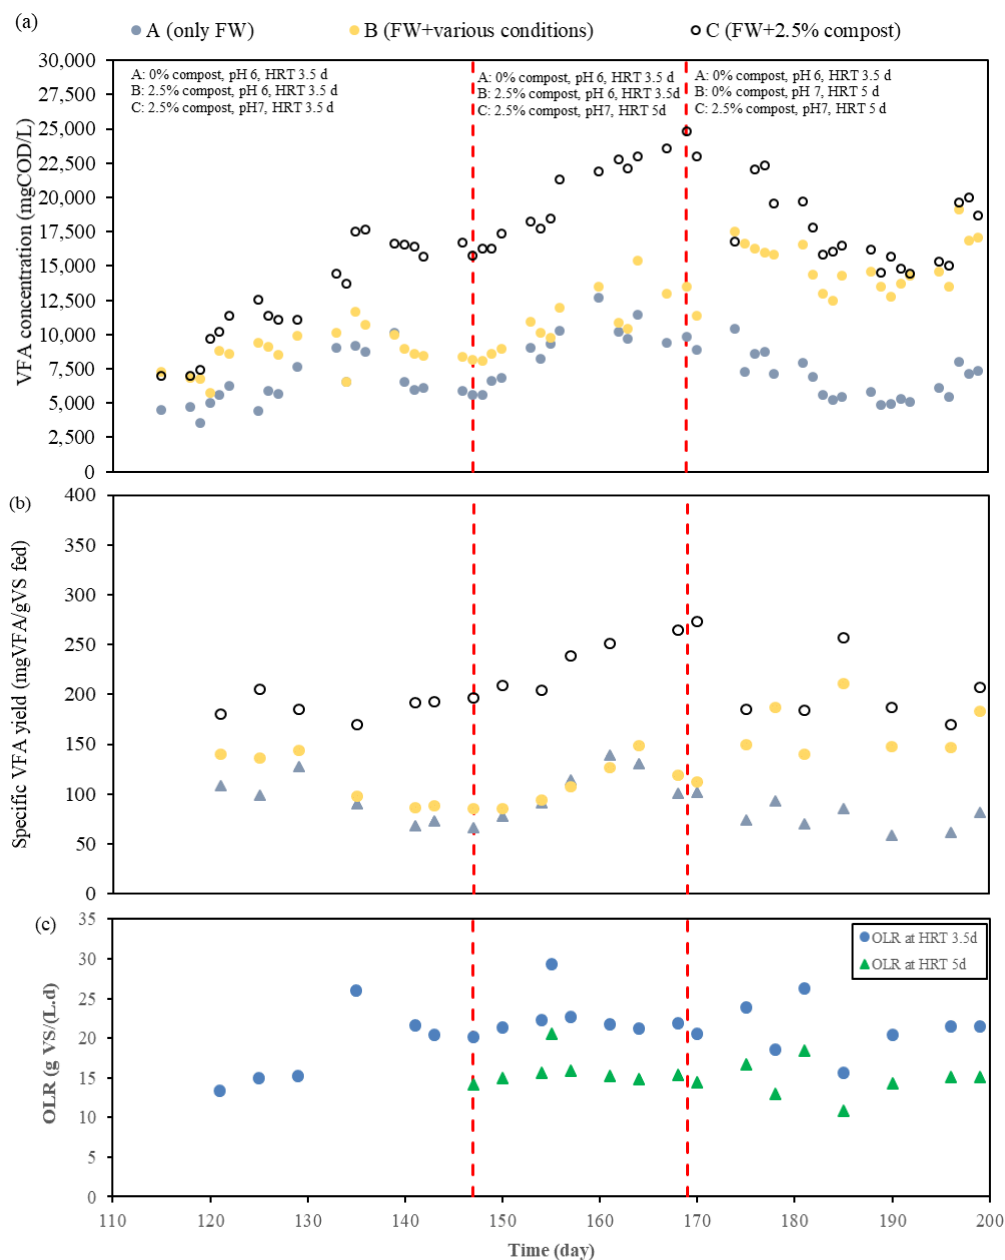 (a)
A (only FW)
B (FW+various conditions)
C (FW+2.5% compost)
VFA concentration (mgCOD/L)
30,000
27,500
25,000
22,500
20,000
17,500
15,000
12,500
10,000
7,500
5,000
2,500
0
A: 0% compost, pH 6, HRT 3.5 d
B: 2.5% compost, pH 6, HRT 3.5 d
C: 2.5% compost, pH7, HRT 3.5 d
A: 0% compost, pH 6, HRT 3.5 d
B: 2.5% compost, pH 6, HRT 3.5d
C: 2.5% compost, pH7, HRT 5d
A: 0% compost, pH 6, HRT 3.5 d
B: 0% compost, pH 7, HRT 5 d
C: 2.5% compost, pH7, HRT 5 d
(b)
Specific VFA yield (mgVFA/gVS fed)
400
350
300
250
200
150
100
50
0
(c)
OLR (g VS/(L.d)
35
30
25
20
15
10
5
0
OLR at HRT 3.5d
OLR at HRT 5d
110
120
130
140
150
160
170
180
190
200
Time (day)